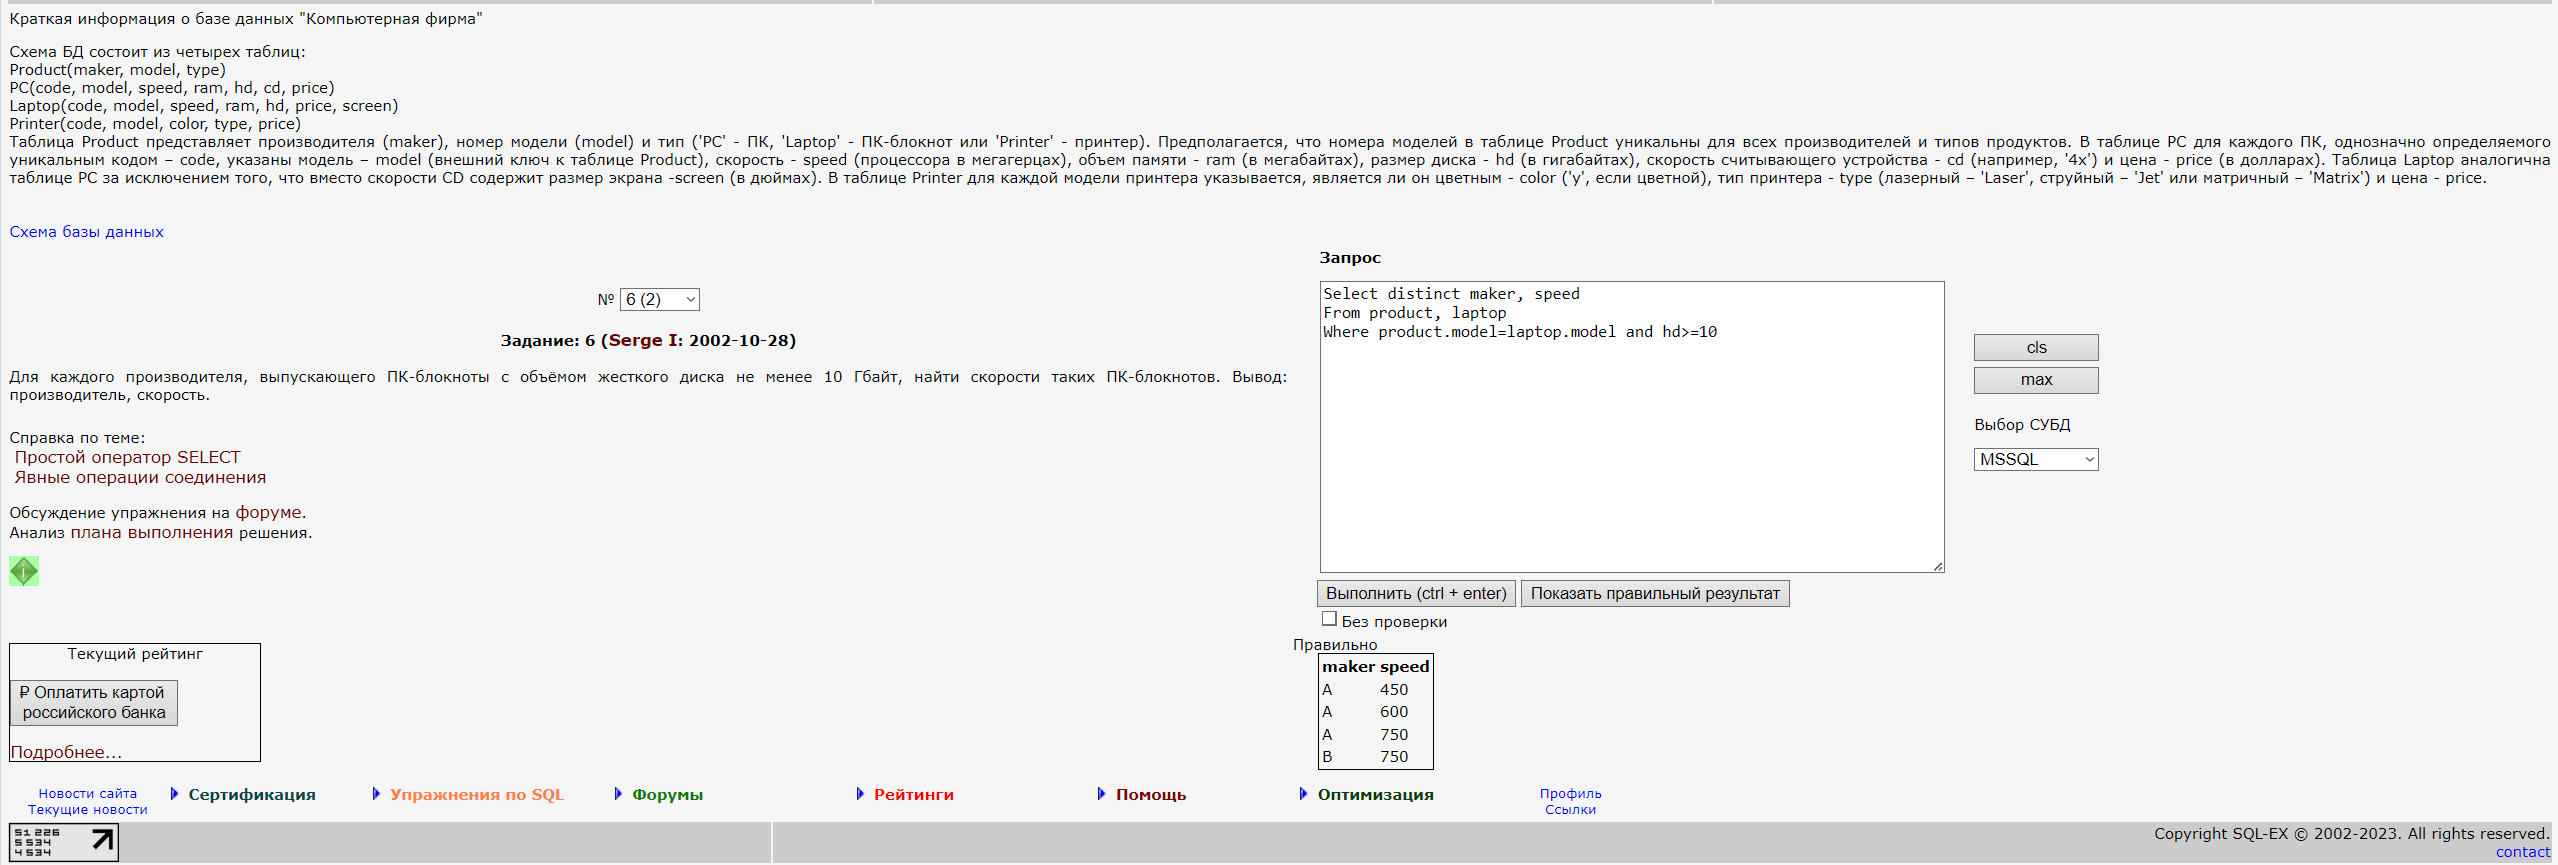 Краткая информация о базе данных "Компьютерная фирма"
Схема БД состоит из четырех таблиц:
Product(maker, model, type)
PC(code, model, speed, ram, hd, cd, price)
Laptop(code, model, speed, ram, hd, price, screen)
Printer(code, model, color, type, price)
Таблица Product представляет производителя (maker), номер модели (model) и тип ('PC' - ПК, 'Laptop' - ПК-блокнот или 'Printer' - принтер). Предполагается, что номера моделей в таблице Product уникальны для всех производителей и типов продуктов. В таблице PC для каждого ПК, однозначно определяемого
уникальным кодом – code, указаны модель – model (внешний ключ к таблице Product), скорость - speed (процессора в мегагерцах), объем памяти - ram (в мегабайтах), размер диска - hd (в гигабайтах), скорость считывающего устройства - cd (например, '4x') и цена - price (в долларах). Таблица Laptop аналогична
таблице РС за исключением того, что вместо скорости CD содержит размер экрана -screen (в дюймах). В таблице Printer для каждой модели принтера указывается, является ли он цветным - color ('y', если цветной), тип принтера - type (лазерный – 'Laser', струйный – 'Jet' или матричный – 'Matrix') и цена - price.
Схема базы данных
№ 6 (2)
Задание: 6 (Serge I: 2002-10-28)
Для каждого производителя, выпускающего ПК-блокноты c объёмом жесткого диска не менее 10 Гбайт, найти скорости таких ПК-блокнотов. Вывод:
производитель, скорость.
Справка по теме:
Простой оператор SELECT
Явные операции соединения
Обсуждение упражнения на форуме.
Анализ плана выполнения решения.
Запрос
Select distinct maker, speed
From product, laptop
Where product.model=laptop.model and hd>=10
cls
max
Выбор СУБД
MSSQL
Выполнить (ctrl + enter) Показать правильный результат
Без проверки
Правильно
maker speed
A 450
A 600
A 750
B 750
Текущий рейтинг
₽ Оплатить картой
российского банка
Подробнее...
Новости сайта
Текущие новости
Сертификация
Упражнения по SQL
Форумы
Рейтинги
Помощь
Оптимизация
Профиль
Ссылки
51 226
5 534
4 534
Copyright SQL-EX © 2002-2023. All rights reserved.
contact